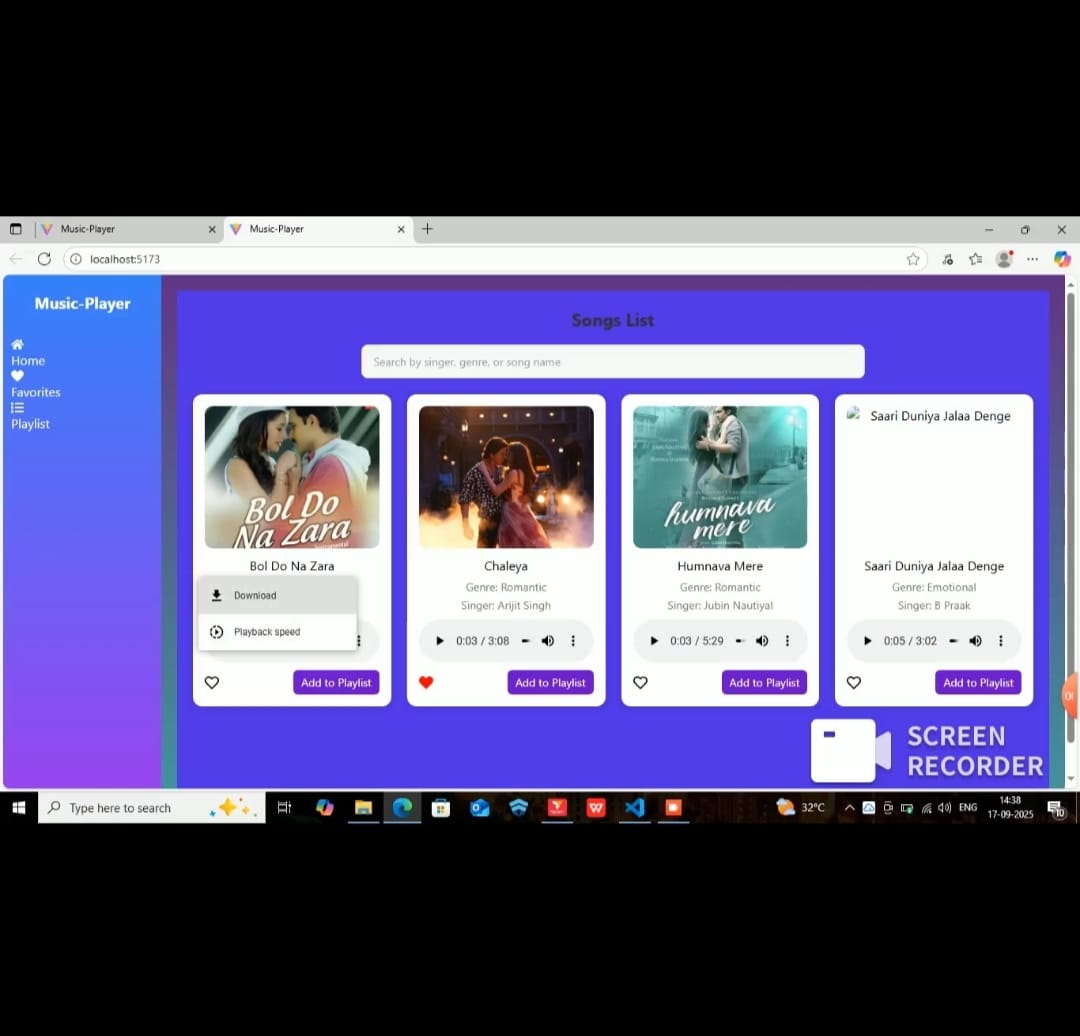 Music-Player
Music-Player
localhost:5173
Music-Player
Home
Favorites
Playlist
Songs List
Search by singer, genre, or song name
Bol Do
Na Zara
Bol Do Na Zara
Download
Playback speed
Add to Playlist
Chaleya
Genre: Romantic
Singer: Arijit Singh
0:03 / 3:08
Add to Playlist
humnava
mere
Humnava Mere
Genre: Romantic
Singer: Jubin Nautiyal
0:03 / 5:29
Add to Playlist
Saari Duniya Jalaa Denge
Saari Duniya Jalaa Denge
Genre: Emotional
Singer: B Praak
0:05 / 3:02
Add to Playlist
SCREEN
RECORDER
Type here to search
32°C
ENG
14:38
17-09-2025
10